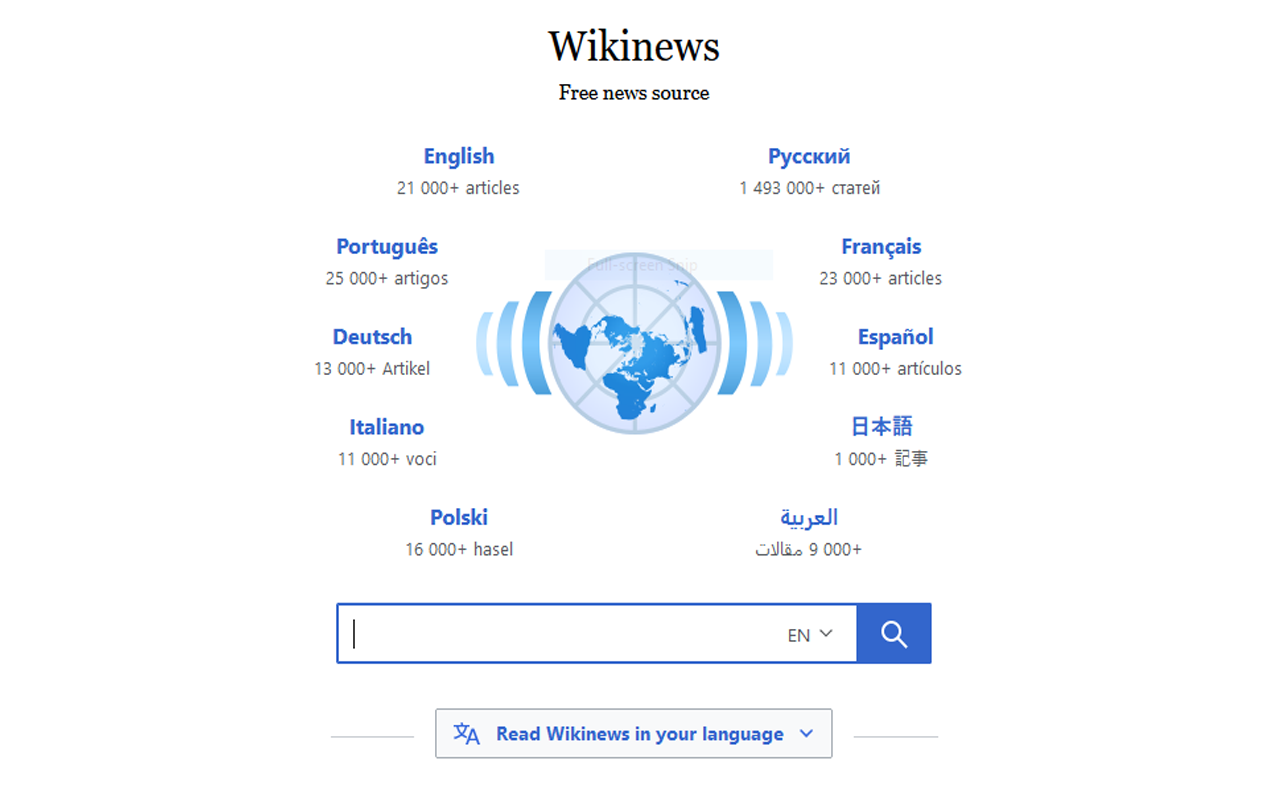 Wikinews
Free news source
English
21 000+ articles
Русский
1 493 000+ статей
Português
25 000+ artigos
Français
23 000+ articles
Full-screen Snip
Deutsch
13 000+ Artikel
Español
11 000+ artículos
Italiano
11 000+ voci
日本語
1 000+ 記事
Polski
16 000+ hasel
العربية
9 000+ مقالات
EN
Read Wikinews in your language